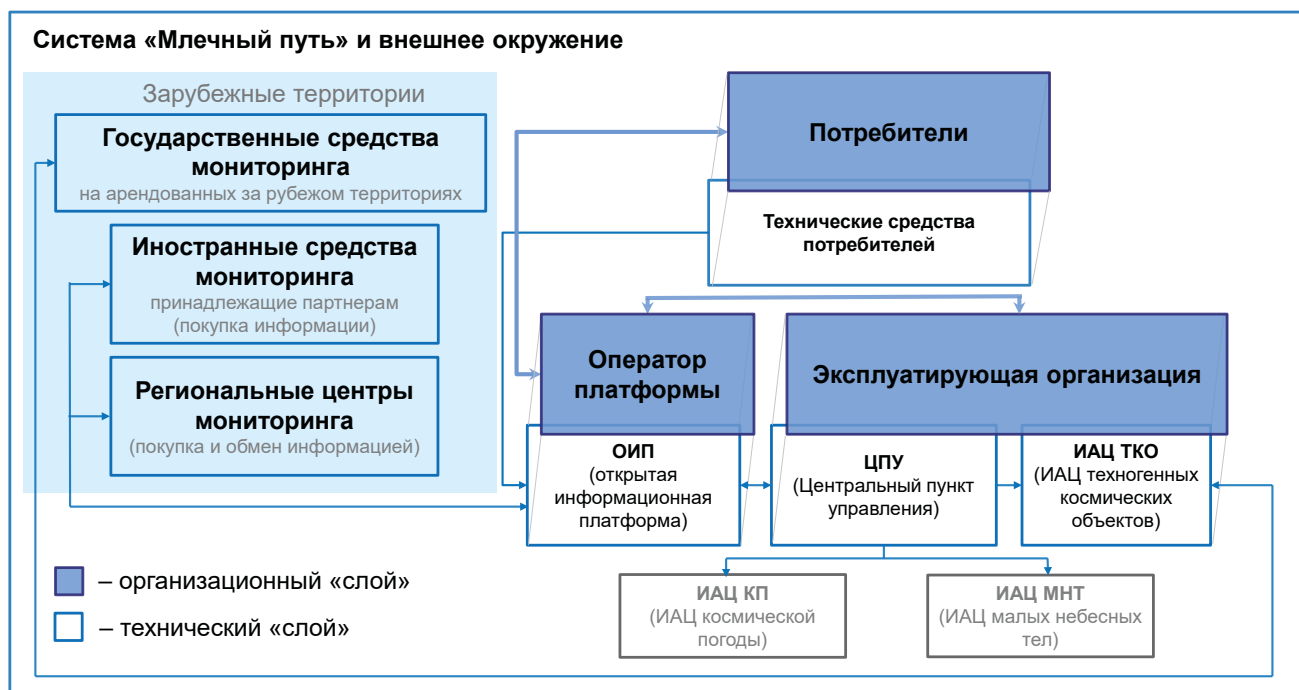 Система «Млечный путь» и внешнее окружение
Зарубежные территории
Государственные средства
мониторинга
на арендованных за рубежом территориях
Иностранные средства
мониторинга
принадлежащие партнерам
(покупка информации)
Региональные центры
мониторинга
(покупка и обмен информацией)
Потребители
Технические средства
потребителей
Оператор
платформы
Эксплуатирующая организация
ОИП
(открытая
информационная
платформа)
ЦПУ
(Центральный пункт
управления)
ИАЦ ТКО
(ИАЦ техногенных
космических
объектов)
ИАЦ КП
(ИАЦ космической
погоды)
ИАЦ МНТ
(ИАЦ малых небесных
тел)
– организационный «слой»
– технический «слой»